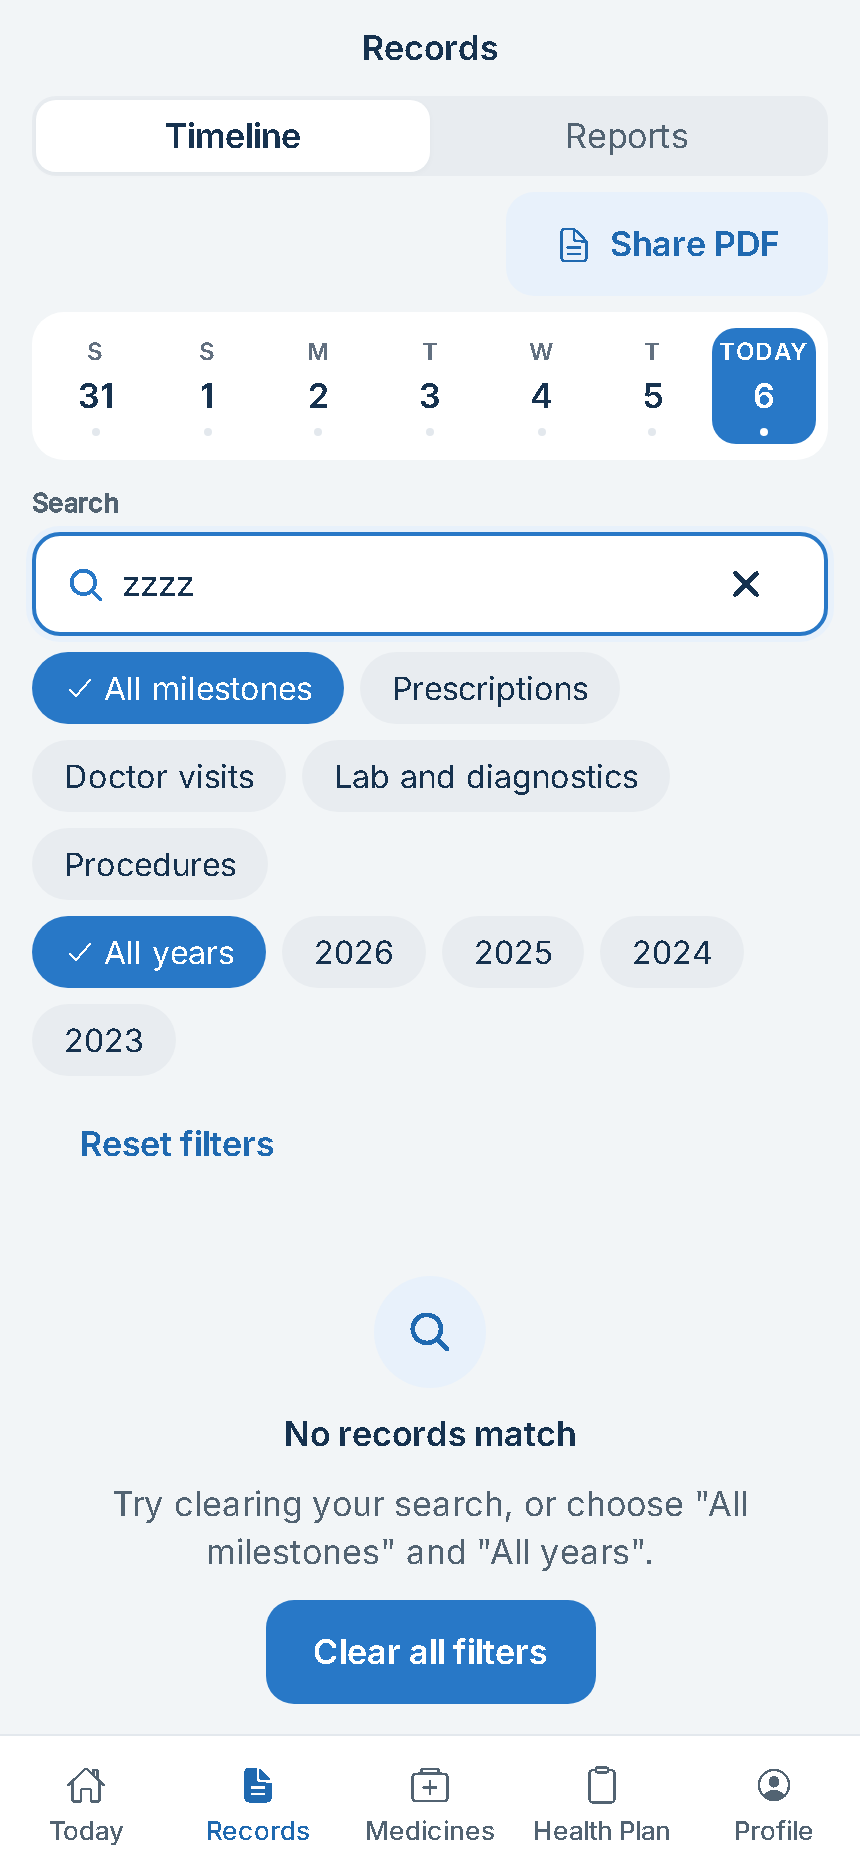 Records
Timeline
Reports
Share PDF
S S M T W T TODAY
31 1 2 3 4 5 6
Search
zzzz
All milestones
Prescriptions
Doctor visits
Lab and diagnostics
Procedures
All years
2026
2025
2024
2023
Reset filters
No records match
Try clearing your search, or choose "All
milestones" and "All years".
Clear all filters
Today
Records
Medicines
Health Plan
Profile